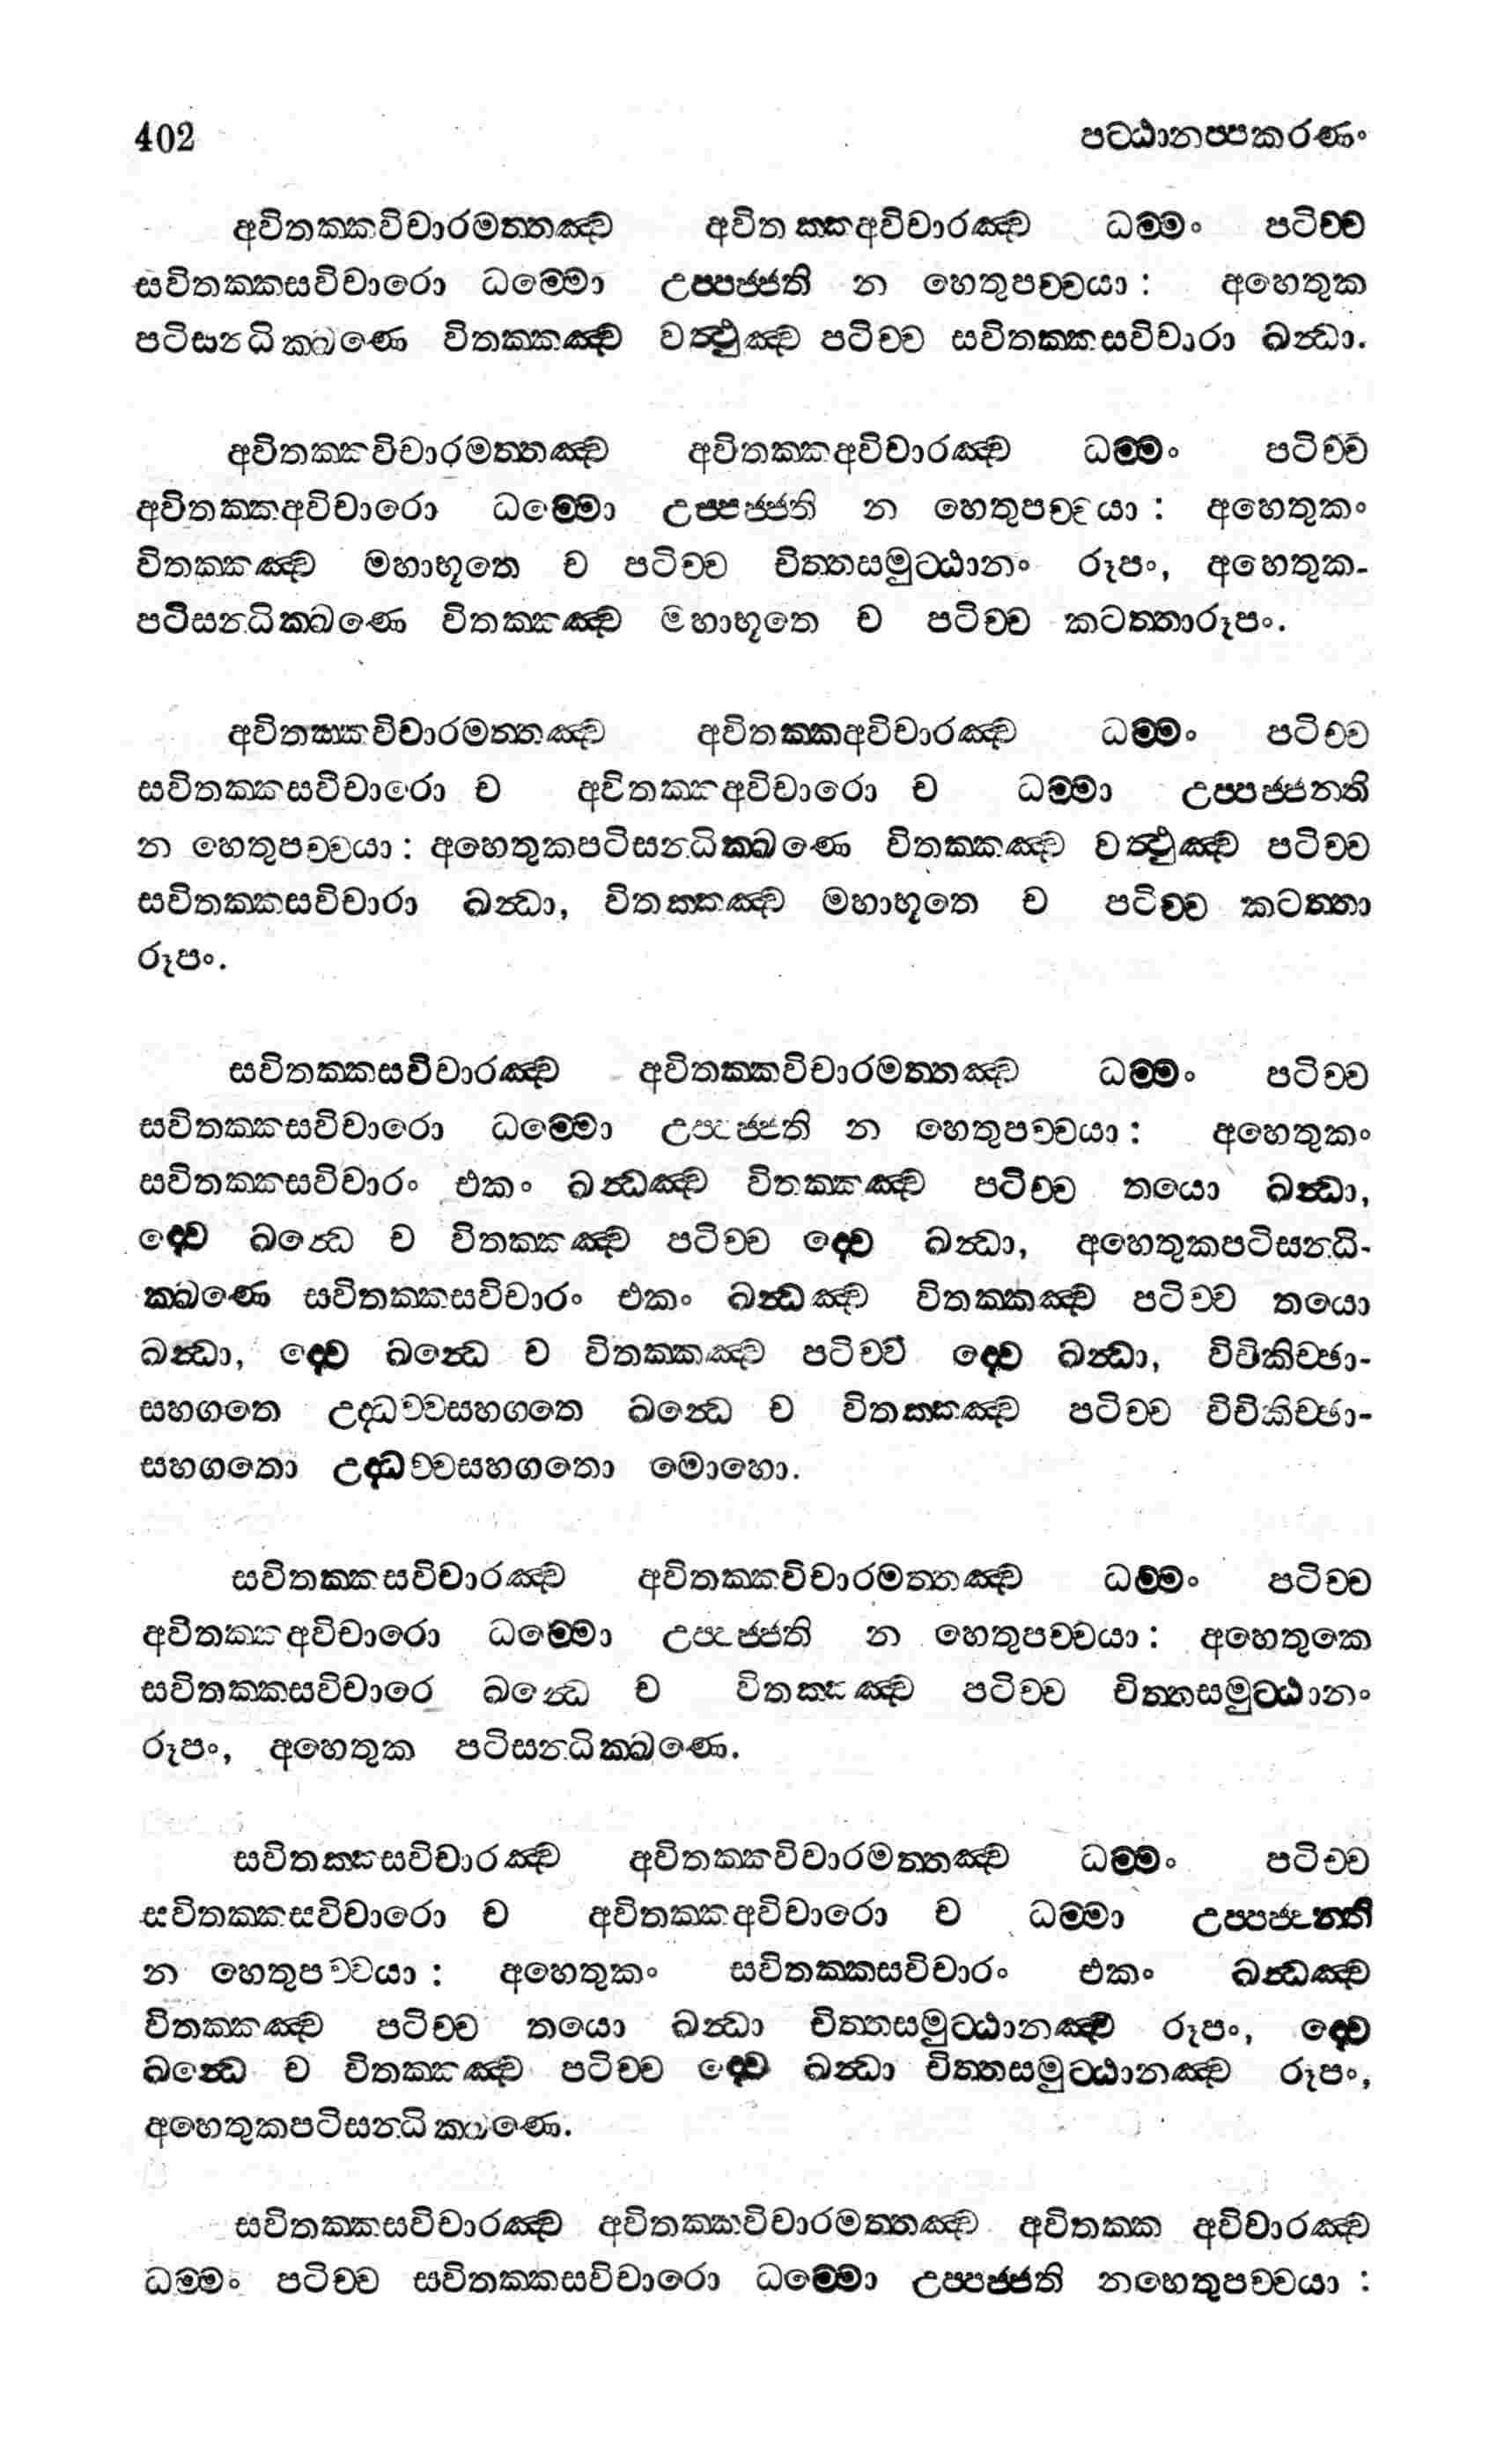 402 පට්ඨානප්පකරණං
අවිතක්කවිචාරමත්තඤ්ච අවිතක්කඅවිචාරඤ්ච ධම්මං පටිච්ච
සවිතක්කසවිචාරො ධම්මො උප්පජ්ජති න හෙතුපච්චයා : අහෙතුක
පටිසන්ධික්ඛණෙ විතක්කඤ්ච වත්ථුඤ්ච පටිච්ච සවිතක්කසවිචාරා ඛන්ධා.
අවිතක්කවිචාරමත්තඤ්ච අවිතක්කඅවිචාරඤ්ච ධම්මං පටිච්ච
අවිතක්කඅවිචාරො ධම්මො උප්පජ්ජති න හෙතුපච්චයා : අහෙතුකං
විතක්කඤ්ච මහාභූතෙ ච පටිච්ච චිත්තසමුට්ඨානං රූපං, අහෙතුක-
පටිසන්ධික්ඛණෙ විතක්කඤ්ච මහාභූතෙ ච පටිච්ච කටත්තාරූපං.
අවිතක්කවිචාරමත්තඤ්ච අවිතක්කඅවිචාරඤ්ච ධම්මං පටිච්ච
සවිතක්කසවිචාරො ච අවිතක්කඅවිචාරො ච ධම්මා උප්පජ්ජන්ති
න හෙතුපච්චයා : අහෙතුකපටිසන්ධික්ඛණෙ විතක්කඤ්ච වත්ථුඤ්ච පටිච්ච
සවිතක්කසවිචාරා ඛන්ධා, විතක්කඤ්ච මහාභූතෙ ච පටිච්ච කටත්තා
රූපං.
සවිතක්කසවිචාරඤ්ච අවිතක්කවිචාරමත්තඤ්ච ධම්මං පටිච්ච
සවිතක්කසවිචාරො ධම්මො උප්පජ්ජති න හෙතුපච්චයා : අහෙතුකං
සවිතක්කසවිචාරං එකං ඛන්ධඤ්ච විතක්කඤ්ච පටිච්ච තයො ඛන්ධා,
ද්වෙ ඛන්ධෙ ච විතක්කඤ්ච පටිච්ච ද්වෙ ඛන්ධා, අහෙතුකපටිසන්ධි-
ක්ඛණෙ සවිතක්කසවිචාරං එකං ඛන්ධඤ්ච විතක්කඤ්ච පටිච්ච තයො
ඛන්ධා, ද්වෙ ඛන්ධෙ ච විතක්කඤ්ච පටිච්ච ද්වෙ ඛන්ධා, විචිකිච්ඡා-
සහගතෙ උද්ධච්චසහගතෙ ඛන්ධෙ ච විතක්කඤ්ච පටිච්ච විචිකිච්ඡා-
සහගතො උද්ධච්චසහගතො මොහො.
සවිතක්කසවිචාරඤ්ච අවිතක්කවිචාරමත්තඤ්ච ධම්මං පටිච්ච
අවිතක්කඅවිචාරො ධම්මො උප්පජ්ජති න හෙතුපච්චයා : අහෙතුකෙ
සවිතක්කසවිචාරෙ ඛන්ධෙ ච විතක්කඤ්ච පටිච්ච චිත්තසමුට්ඨානං
රූපං, අහෙතුක පටිසන්ධික්ඛණෙ.
සවිතක්කසවිචාරඤ්ච අවිතක්කවිචාරමත්තඤ්ච ධම්මං පටිච්ච
සවිතක්කසවිචාරො ච අවිතක්කඅවිචාරො ච ධම්මා උප්පජ්ජන්ති
න හෙතුපච්චයා : අහෙතුකං සවිතක්කසවිචාරං එකං ඛන්ධඤ්ච
විතක්කඤ්ච පටිච්ච තයො ඛන්ධා චිත්තසමුට්ඨානඤ්ච රූපං, ද්වෙ
ඛන්ධෙ ච විතක්කඤ්ච පටිච්ච ද්වෙ ඛන්ධා චිත්තසමුට්ඨානඤ්ච රූපං,
අහෙතුකපටිසන්ධික්ඛණෙ.
සවිතක්කසවිචාරඤ්ච අවිතක්කවිචාරමත්තඤ්ච අවිතක්ක අවිචාරඤ්ච
ධම්මං පටිච්ච සවිතක්කසවිචාරො ධම්මො උප්පජ්ජති නහෙතුපච්චයා :